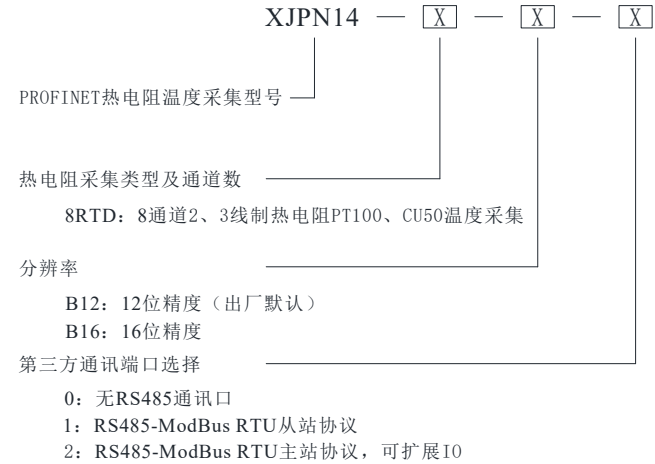 XJPN14 — X — X — X
PROFINET热电阻温度采集型号
热电阻采集类型及通道数
8RTD：8通道2、3线制热电阻PT100、CU50温度采集
分辨率
B12：12位精度（出厂默认）
B16：16位精度
第三方通讯端口选择
0：无RS485通讯口
1：RS485-ModBus RTU从站协议
2：RS485-ModBus RTU主站协议，可扩展IO